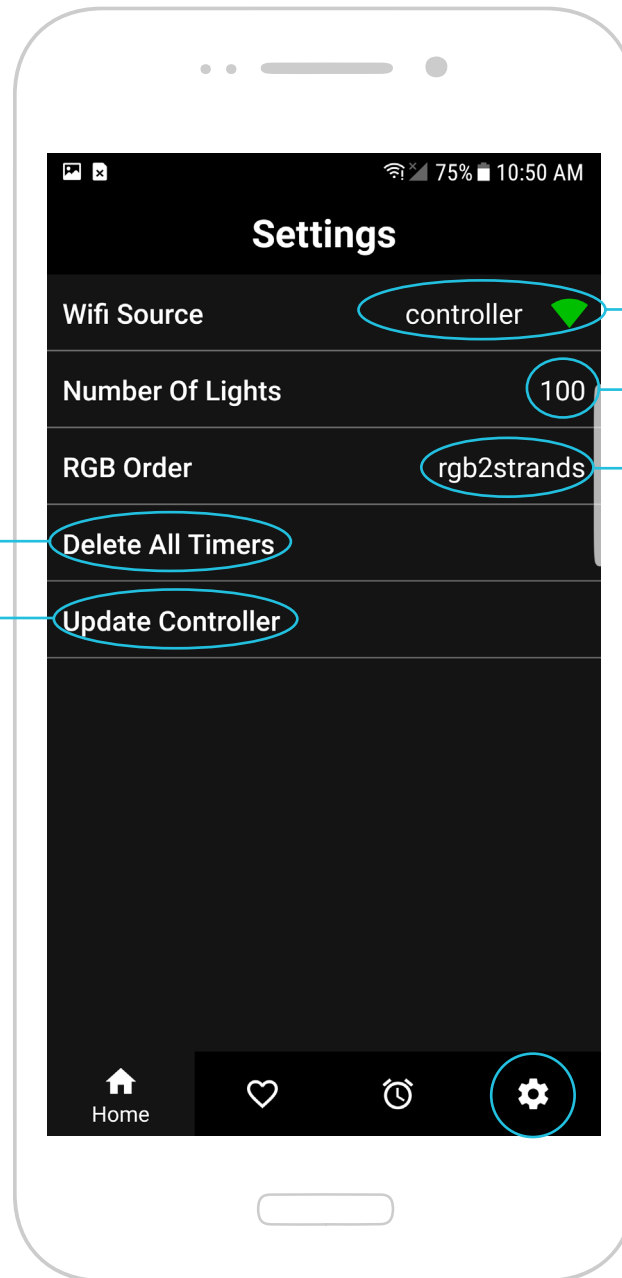 75% 10:50 AM
Settings
Wifi Source controller
Number Of Lights 100
RGB Order rgb2strands
Delete All Timers
Update Controller
Home